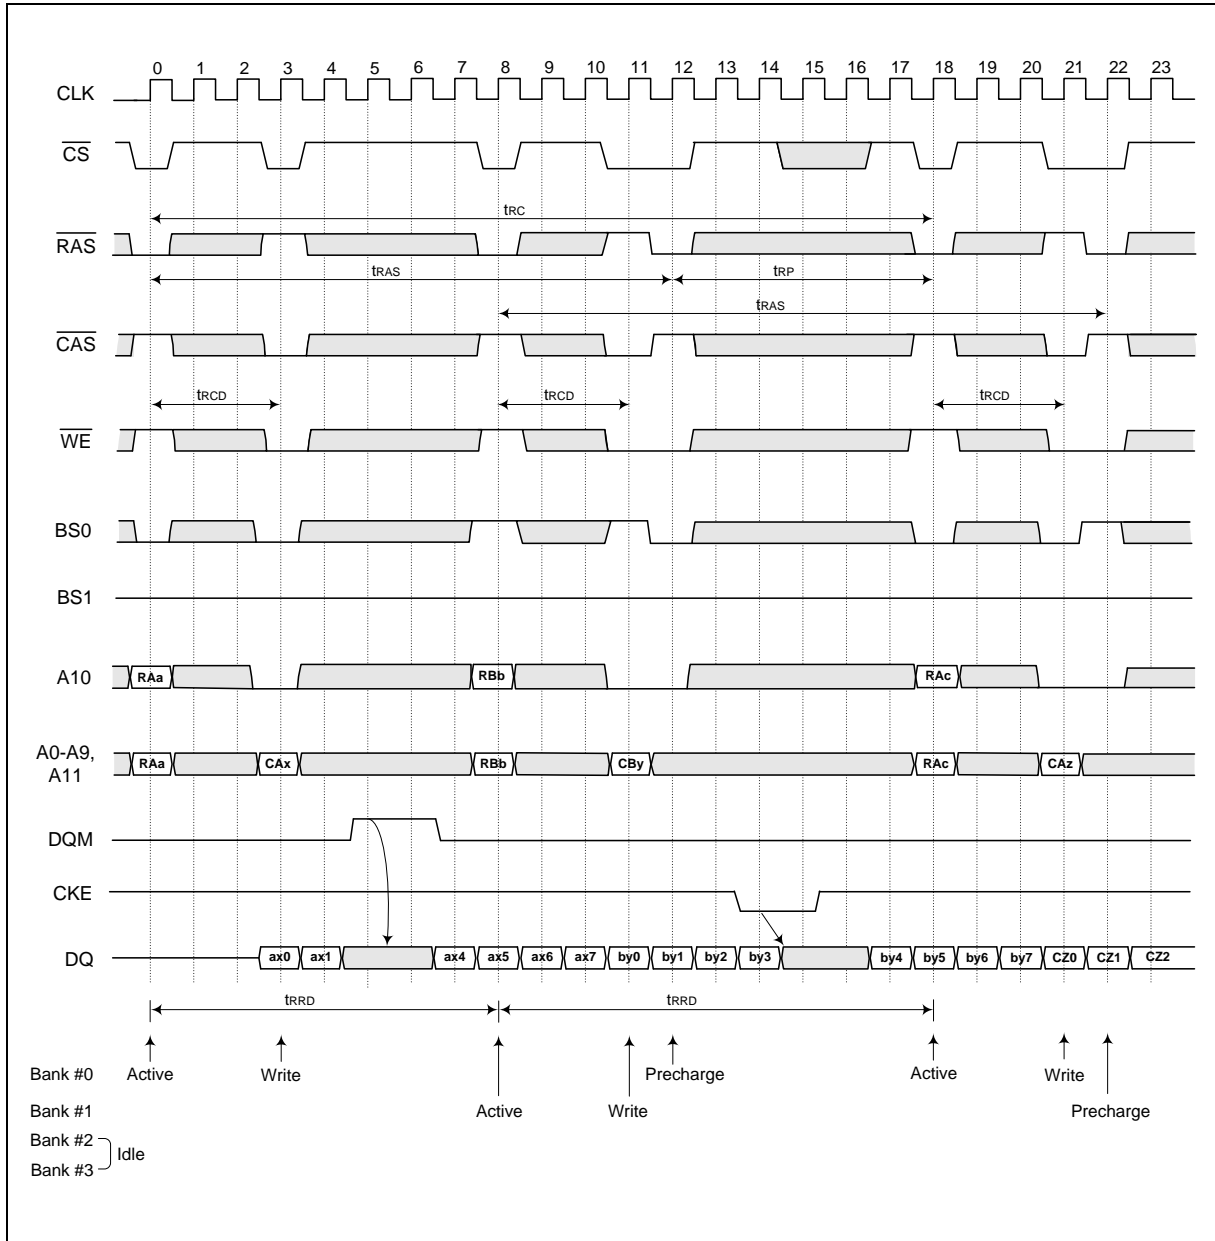 0 1 2 3 4 5 6 7 8 9 10 11 12 13 14 15 16 17 18 19 20 21 22 23
CLK
CS
tRC
RAS
tRAS tRP
tRAS
CAS
tRCD tRCD tRCD
WE
BS0
BS1
A10 RAa RBb RAc
A0-A9,
A11
RAa CAx RBb CBy RAc CAz
DQM
CKE
DQ ax0 ax1 ax4 ax5 ax6 ax7 by0 by1 by2 by3 by4 by5 by6 by7 CZ0 CZ1 CZ2
tRRD tRRD
Bank #0 Active Write Precharge Active Write
Bank #1 Active Write Precharge
Bank #2
Idle
Bank #3